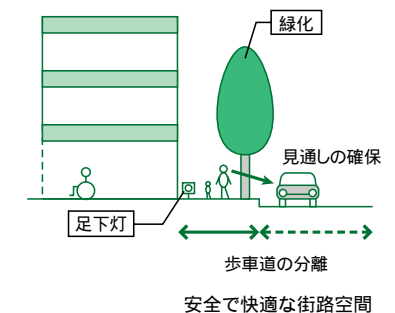 緑化
見通しの確保
足下灯
歩車道の分離
安全で快適な街路空間